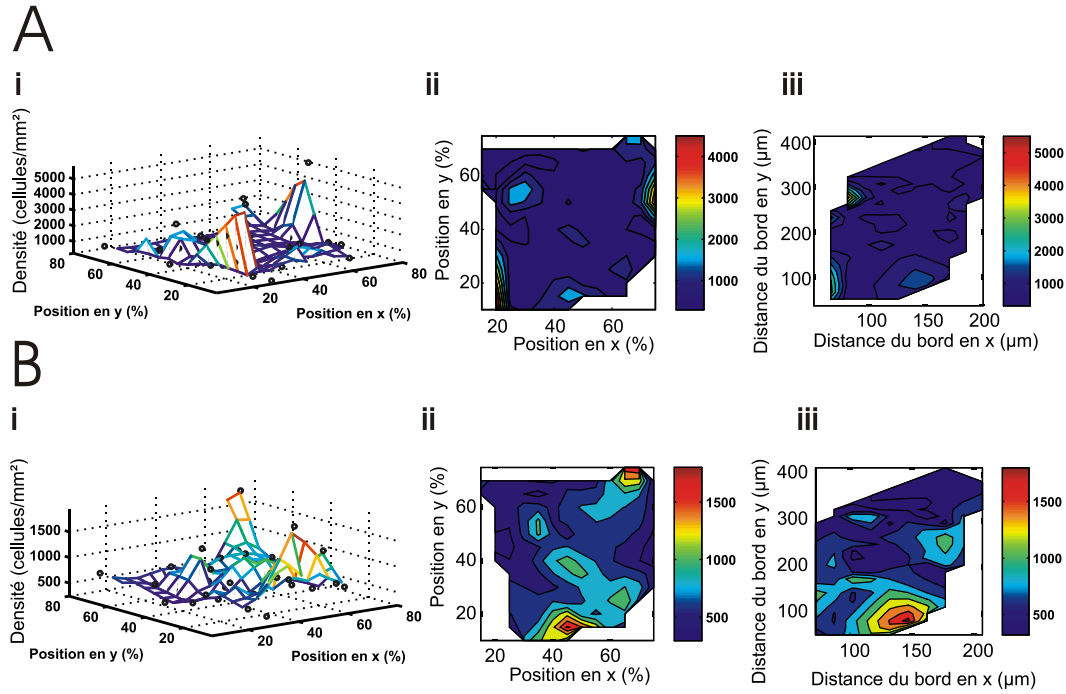 A
i
ii
iii
Densité (cellules/mm²)
5000
4000
3000
2000
1000
80
60
40
20
Position en y (%)
20
40
60
80
Position en x (%)
Position en y (%)
60
40
20
20
40
60
Position en x (%)
4000
3000
2000
1000
Distance du bord en y (µm)
400
300
200
100
100
150
200
Distance du bord en x (µm)
5000
4000
3000
2000
1000
B
i
ii
iii
Densité (cellules/mm²)
1500
1000
500
80
60
40
20
Position en y (%)
20
40
60
80
Position en x (%)
Position en y (%)
60
40
20
20
40
60
Position en x (%)
1500
1000
500
Distance du bord en y (µm)
400
300
200
100
100
150
200
Distance du bord en x (µm)
1500
1000
500